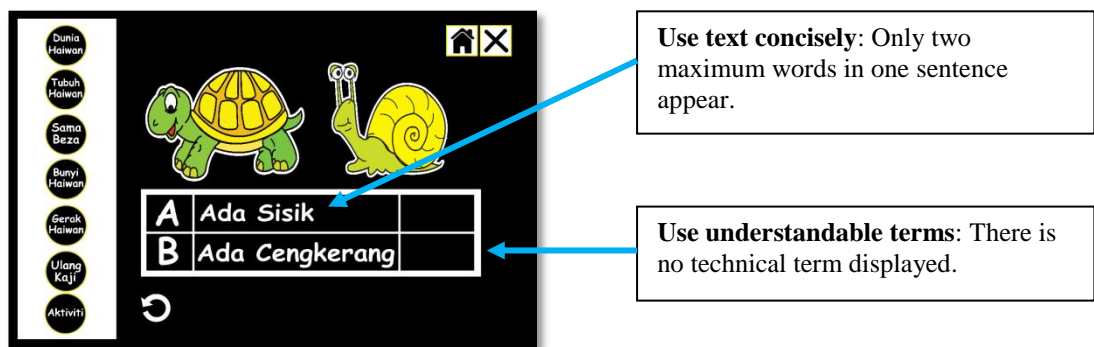 Dunia
Haiwan
Tubuh
Haiwan
Sama
Beza
Bunyi
Haiwan
Gerak
Haiwan
Ulang
Kaji
Aktiviti
A Ada Sisik
B Ada Cengkerang
Use text concisely: Only two
maximum words in one sentence
appear.
Use understandable terms: There is
no technical term displayed.